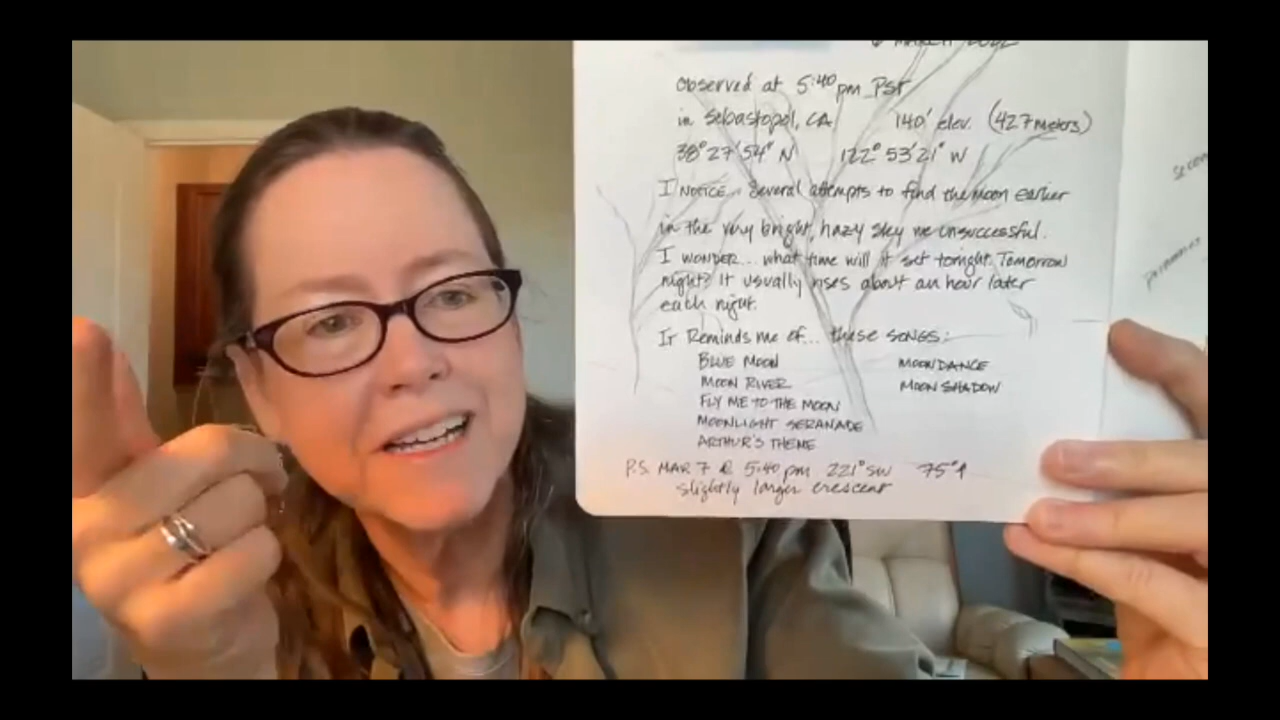 6 MARCH 2022
Observed at 5:40 pm PST
in Sebastopol, CA 140' elev. (42.7 meters)
38° 27' 54" N 122° 53' 21" W
I NOTICE... Several attempts to find the moon earlier
in the very bright, hazy sky were unsuccessful.
I WONDER... what time will it set tonight. Tomorrow
night? It usually rises about an hour later
each night.
IT Reminds me of... these SONGS:
BLUE MOON MOONDANCE
MOON RIVER MOON SHADOW
FLY ME TO THE MOON
MOONLIGHT SERANADE
ARTHUR'S THEME
P.S. MAR 7 @ 5:40 pm 221° SW 75°
slightly larger crescent